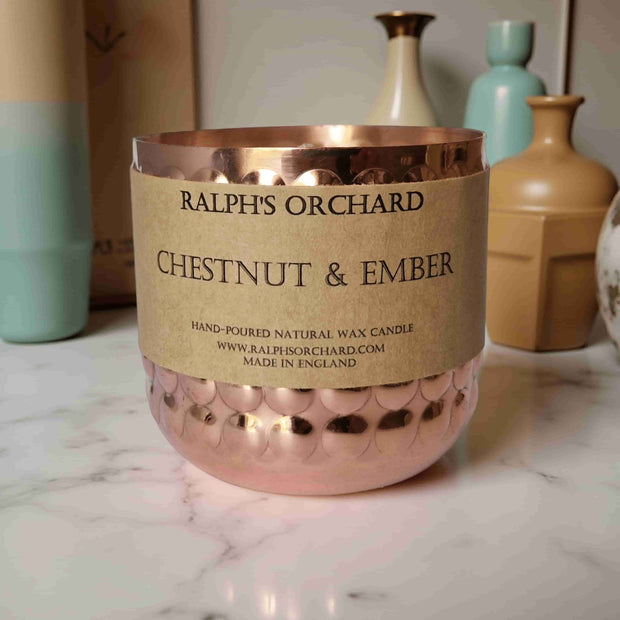 RALPH'S ORCHARD
CHESTNUT & EMBER
HAND-POURED NATURAL WAX CANDLE
WWW.RALPHSORCHARD.COM
MADE IN ENGLAND